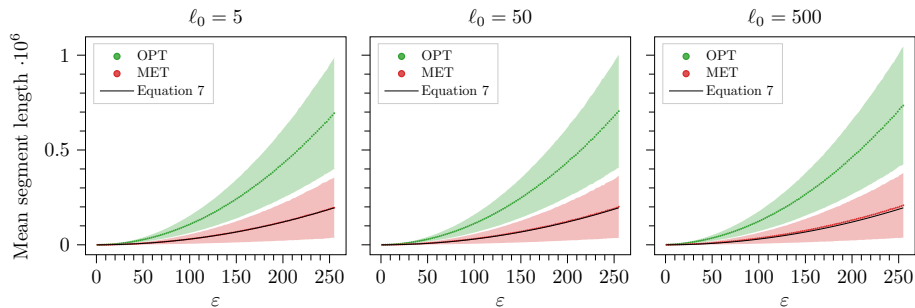 ℓ₀ = 5
ℓ₀ = 50
ℓ₀ = 500
Mean segment length ·10⁶
1
0.5
0
OPT
MET
Equation 7
OPT
MET
Equation 7
OPT
MET
Equation 7
0 50 100 150 200 250
0 50 100 150 200 250
0 50 100 150 200 250
ε
ε
ε